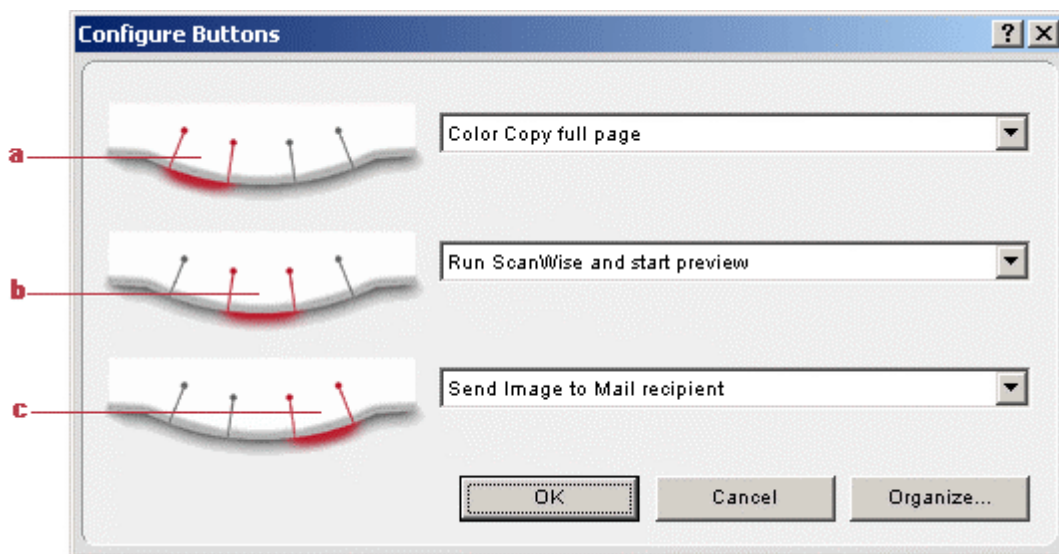 Configure Buttons
a
Color Copy full page
b
Run ScanWise and start preview
c
Send Image to Mail recipient
OK
Cancel
Organize...